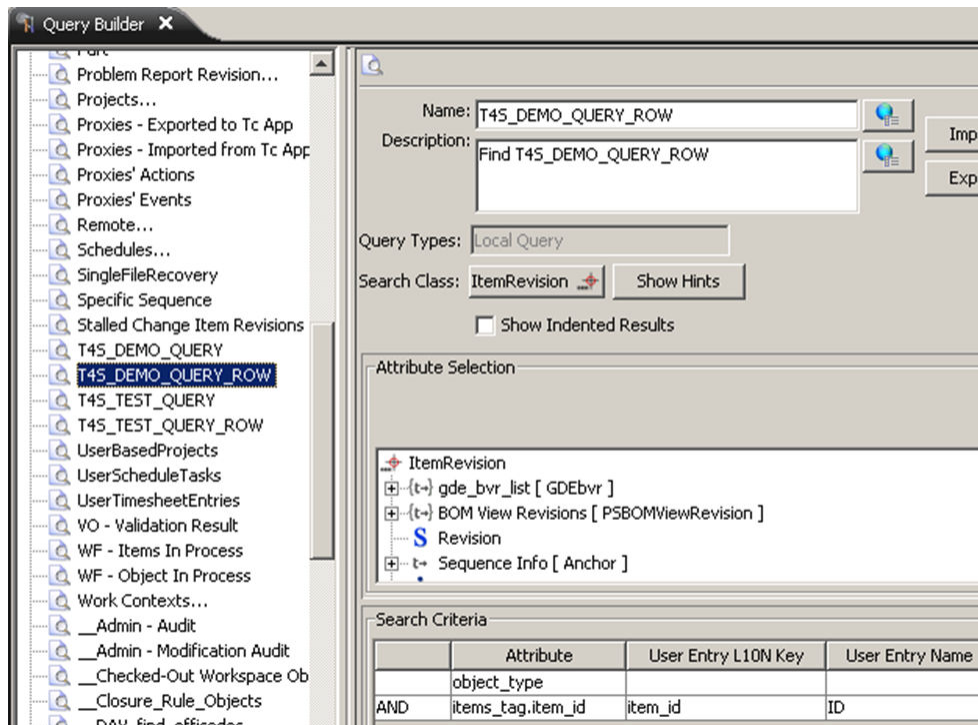 Query Builder
Part
Problem Report Revision...
Projects...
Proxies - Exported to Tc App
Proxies - Imported from Tc App
Proxies' Actions
Proxies' Events
Remote...
Schedules...
SingleFileRecovery
Specific Sequence
Stalled Change Item Revisions
T4S_DEMO_QUERY
T4S_DEMO_QUERY_ROW
T4S_TEST_QUERY
T4S_TEST_QUERY_ROW
UserBasedProjects
UserScheduleTasks
UserTimesheetEntries
VO - Validation Result
WF - Items In Process
WF - Object In Process
Work Contexts...
__Admin - Audit
__Admin - Modification Audit
__Checked-Out Workspace Ob
__Closure_Rule_Objects
Name: T4S_DEMO_QUERY_ROW
Imp
Description: Find T4S_DEMO_QUERY_ROW
Exp
Query Types: Local Query
Search Class: ItemRevision Show Hints
Show Indented Results
Attribute Selection
ItemRevision
gde_bvr_list [ GDEbvr ]
BOM View Revisions [ PSBOMViewRevision ]
S Revision
Sequence Info [ Anchor ]
Search Criteria
Attribute User Entry L10N Key User Entry Name
object_type
AND items_tag.item_id item_id ID